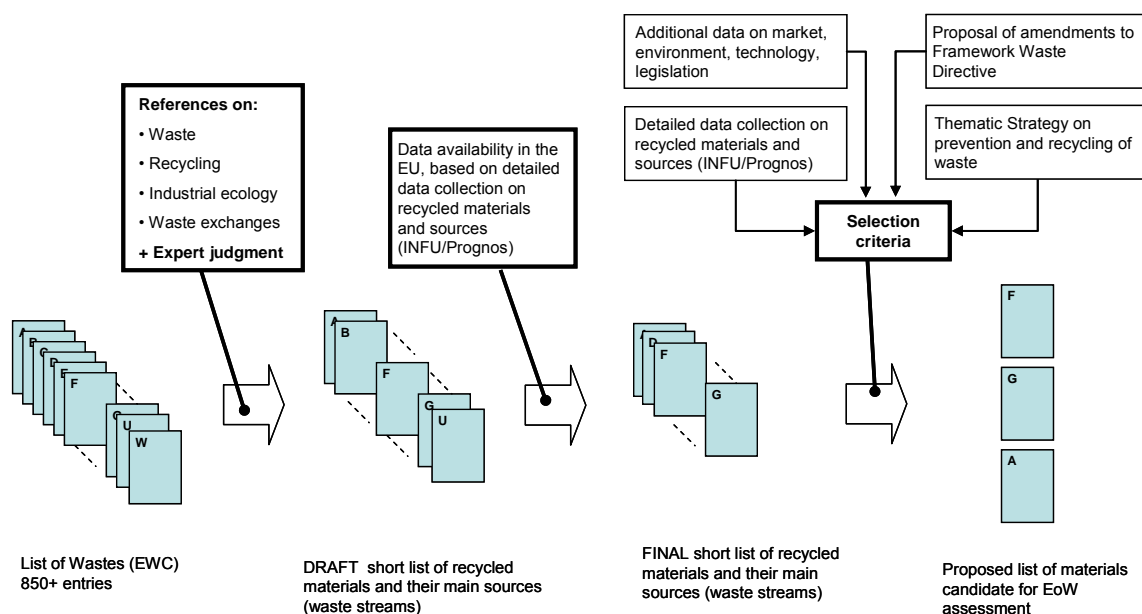 References on:
• Waste
• Recycling
• Industrial ecology
• Waste exchanges
+ Expert judgment
Data availability in the
EU, based on detailed
data collection on
recycled materials
and sources
(INFU/Prognos)
Additional data on market,
environment, technology,
legislation
Proposal of amendments to
Framework Waste
Directive
Detailed data collection on
recycled materials and
sources (INFU/Prognos)
Thematic Strategy on
prevention and recycling of
waste
Selection
criteria
A
B
C
D
E
F
G
U
W
A
B
F
G
U
A
D
F
G
F
G
A
List of Wastes (EWC)
850+ entries
DRAFT short list of recycled
materials and their main sources
(waste streams)
FINAL short list of recycled
materials and their main
sources (waste streams)
Proposed list of materials
candidate for EoW
assessment